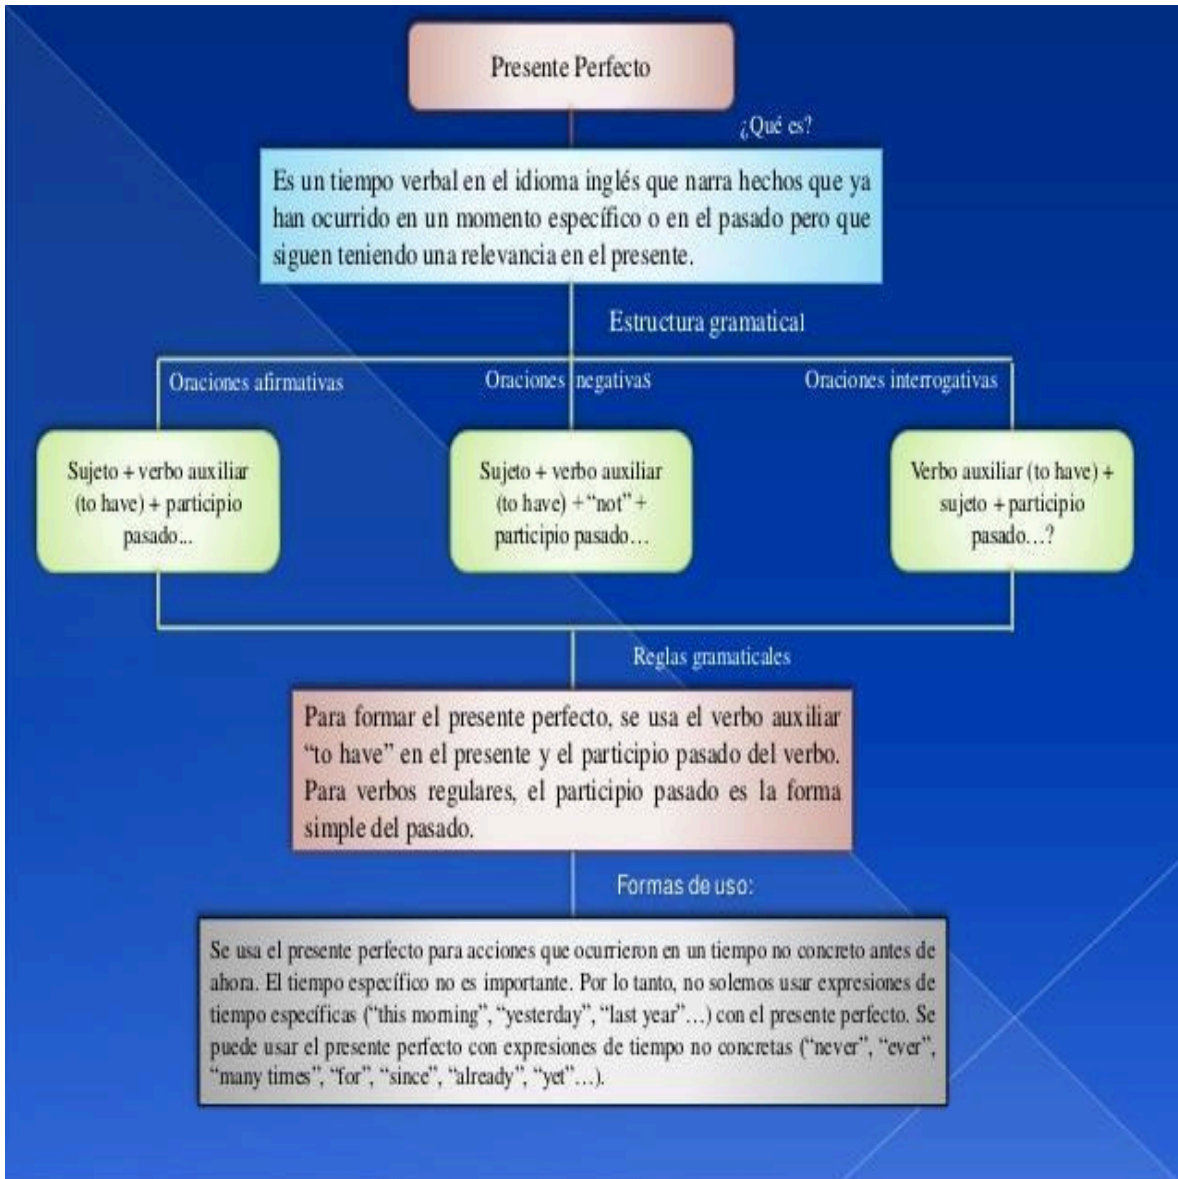 Presente Perfecto
¿Qué es?
Es un tiempo verbal en el idioma inglés que narra hechos que ya
han ocurrido en un momento específico o en el pasado pero que
siguen teniendo una relevancia en el presente.
Estructura gramatical
Oraciones afirmativas
Oraciones negativas
Oraciones interrogativas
Sujeto + verbo auxiliar
(to have) + participio
pasado...
Sujeto + verbo auxiliar
(to have) + “not” +
participio pasado…
Verbo auxiliar (to have) +
sujeto + participio
pasado…?
Reglas gramaticales
Para formar el presente perfecto, se usa el verbo auxiliar
“to have” en el presente y el participio pasado del verbo.
Para verbos regulares, el participio pasado es la forma
simple del pasado.
Formas de uso:
Se usa el presente perfecto para acciones que ocurrieron en un tiempo no concreto antes de
ahora. El tiempo específico no es importante. Por lo tanto, no solemos usar expresiones de
tiempo específicas (“this morning”, “yesterday”, “last year”…) con el presente perfecto. Se
puede usar el presente perfecto con expresiones de tiempo no concretas (“never”, “ever”,
“many times”, “for”, “since”, “already”, “yet”…).